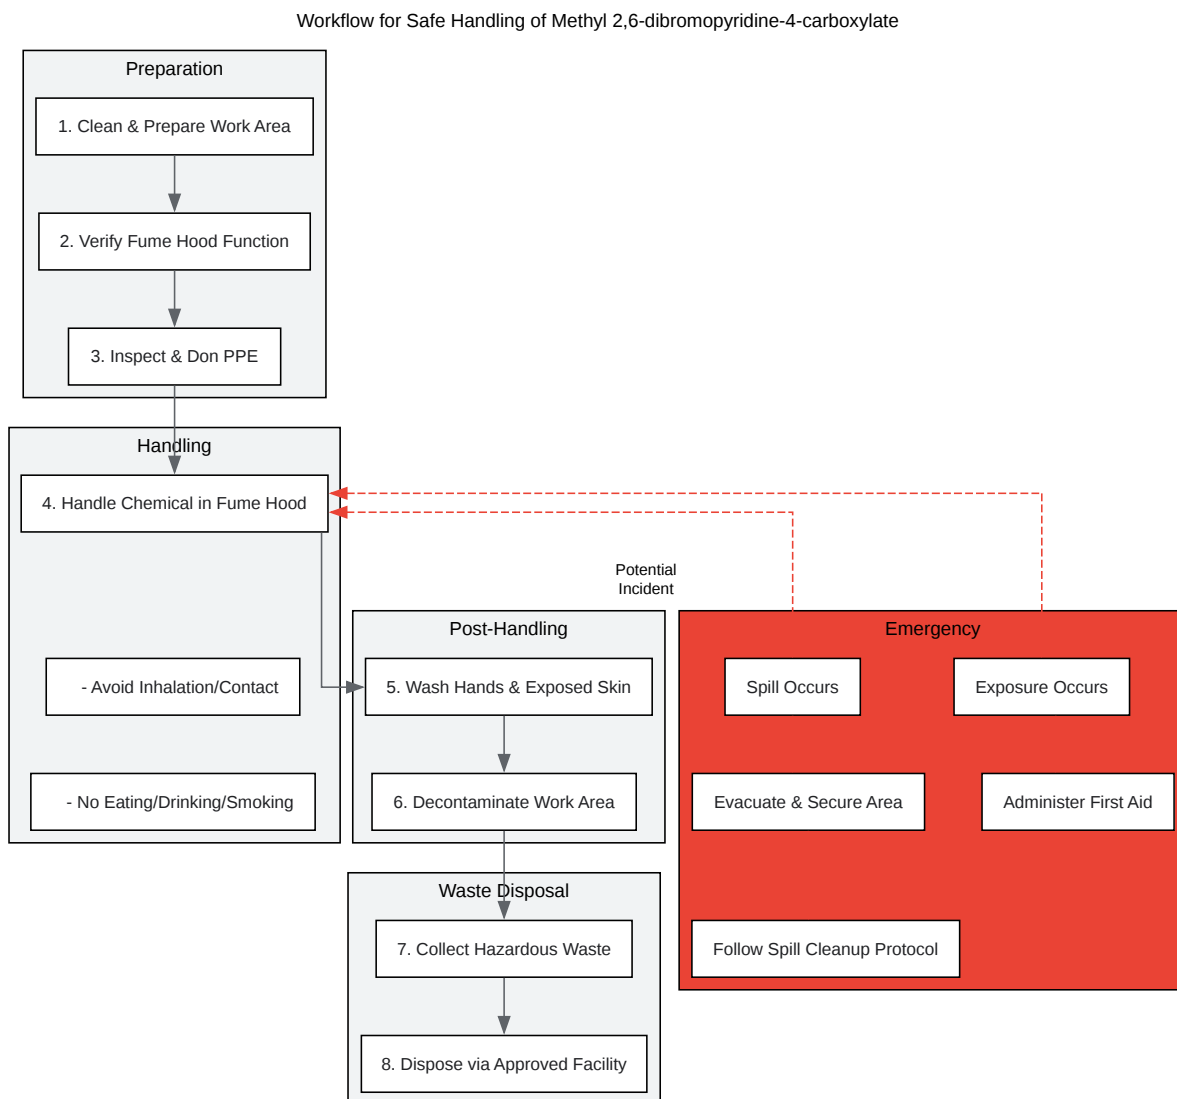 Workflow for Safe Handling of Methyl 2,6-dibromopyridine-4-carboxylate
Preparation
1. Clean & Prepare Work Area
2. Verify Fume Hood Function
3. Inspect & Don PPE
Handling
4. Handle Chemical in Fume Hood
- Avoid Inhalation/Contact
- No Eating/Drinking/Smoking
Potential
Incident
Post-Handling
5. Wash Hands & Exposed Skin
6. Decontaminate Work Area
Waste Disposal
7. Collect Hazardous Waste
8. Dispose via Approved Facility
Emergency
Spill Occurs
Exposure Occurs
Evacuate & Secure Area
Administer First Aid
Follow Spill Cleanup Protocol